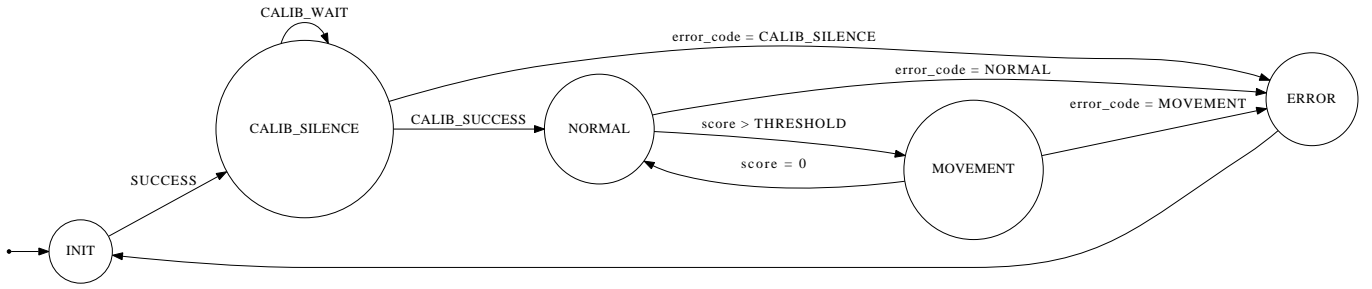 CALIB_WAIT
error_code = CALIB_SILENCE
error_code = NORMAL
ERROR
error_code = MOVEMENT
CALIB_SILENCE
CALIB_SUCCESS
NORMAL
score > THRESHOLD
score = 0
MOVEMENT
SUCCESS
INIT